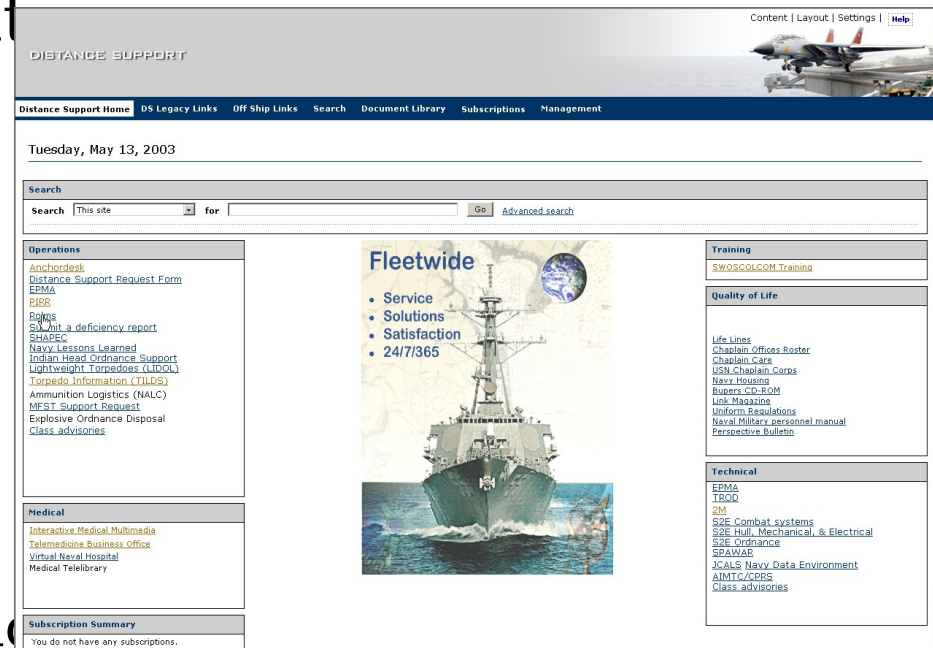 Content | Layout | Settings | Help
DISTANCE SUPPORT
Distance Support Home DS Legacy Links Off Ship Links Search Document Library Subscriptions Management
Tuesday, May 13, 2003
Search
Search This site for Go Advanced search
Operations
Anchordesk
Distance Support Request Form
EPMA
PIRR
Submit a deficiency report
SHAPEC
Navy Lessons Learned
Indian Head Ordnance Support
Lightweight Torpedoes (LIDOL)
Torpedo Information (TILDS)
Ammunition Logistics (NALC)
MFST Support Request
Explosive Ordnance Disposal
Class advisories
Medical
Interactive Medical Multimedia
Telemedicine Business Office
Virtual Naval Hospital
Medical Telelibrary
Subscription Summary
You do not have any subscriptions.
Fleetwide
• Service
• Solutions
• Satisfaction
• 24/7/365
Training
SWOSCOLCOM Training
Quality of Life
Life Lines
Chaplain Offices Roster
Chaplain Care
USN Chaplain Corps
Navy Housing
Bupers CD-ROM
Link Magazine
Uniform Regulations
Naval Military personnel manual
Perspective Bulletin
Technical
EPMA
TROD
2M
S2E Combat systems
S2E Hull, Mechanical, & Electrical
S2E Ordnance
SPAWAR
JCALS Navy Data Environment
AIMTC/CPRS
Class advisories